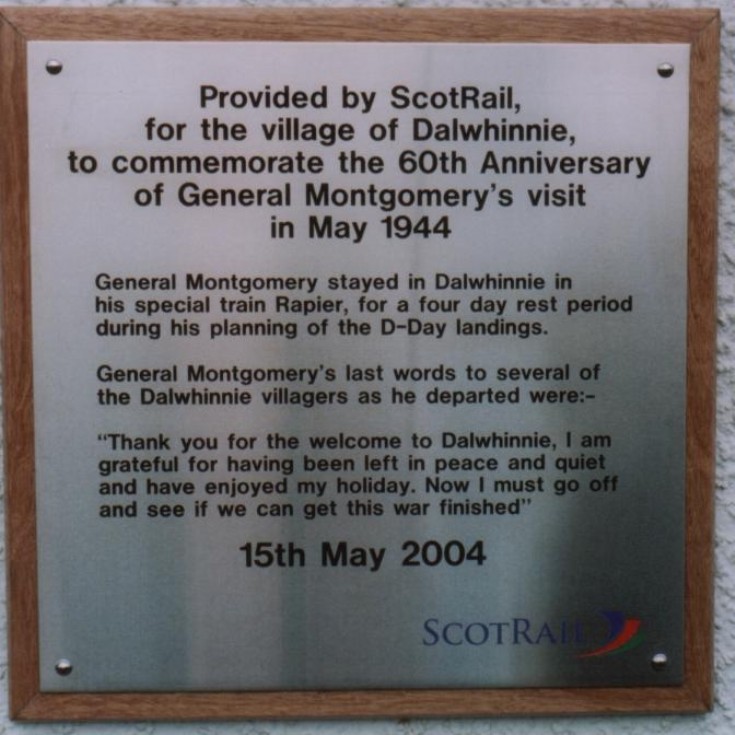 Provided by ScotRail,
for the village of Dalwhinnie,
to commemorate the 60th Anniversary
of General Montgomery's visit
in May 1944
General Montgomery stayed in Dalwhinnie in
his special train Rapier, for a four day rest period
during his planning of the D-Day landings.
General Montgomery's last words to several of
the Dalwhinnie villagers as he departed were:-
"Thank you for the welcome to Dalwhinnie, I am
grateful for having been left in peace and quiet
and have enjoyed my holiday. Now I must go off
and see if we can get this war finished"
15th May 2004
SCOTRAIL